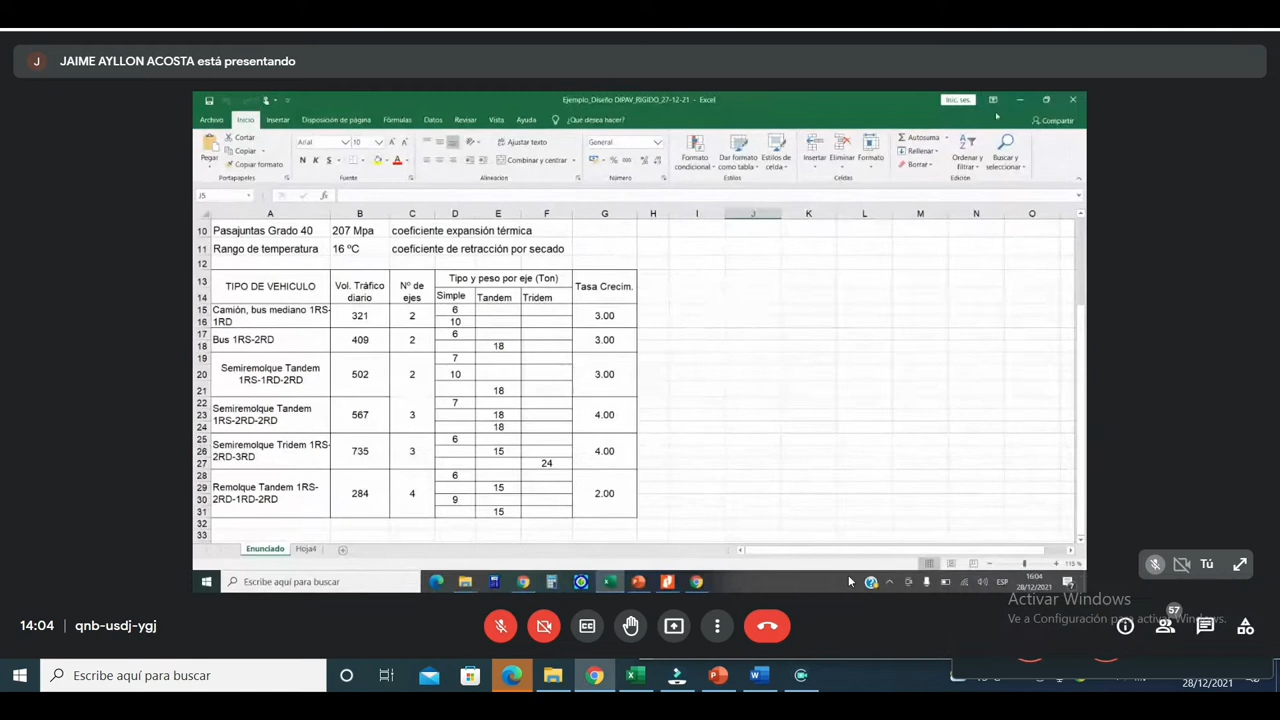 J JAIME AYLLON ACOSTA está presentando
Ejemplo_Diseño DIPAV_RIGIDO_27-12-21 - Excel
Inic. ses.
Archivo Inicio Insertar Disposición de página Fórmulas Datos Revisar Vista Ayuda ¿Qué desea hacer? Compartir
Pegar
Cortar
Copiar
Copiar formato
Portapapeles
Arial 10
N K S
Fuente
Ajustar texto
Combinar y centrar
Alineación
General
Número
Formato condicional
Dar formato como tabla
Estilos de celda
Estilos
Insertar Eliminar Formato
Celdas
Autosuma
Rellenar
Borrar
Ordenar y filtrar
Buscar y seleccionar
Edición
J5 fx
A B C D E F G H I J K L M N O
10 Pasajuntas Grado 40 207 Mpa coeficiente expansión térmica
11 Rango de temperatura 16 ºC coeficiente de retracción por secado
12
13 TIPO DE VEHICULO Vol. Tráfico diario Nº de ejes Tipo y peso por eje (Ton) Tasa Crecim.
14 Simple Tandem Tridem
15 Camión, bus mediano 1RS- 321 2 6 3.00
16 1RD 10
17 Bus 1RS-2RD 409 2 6 3.00
18 18
19 7
20 Semiremolque Tandem 1RS-1RD-2RD 502 2 10 3.00
21 18
22 7
23 Semiremolque Tandem 1RS-2RD-2RD 567 3 18 4.00
24 18
25 6
26 Semiremolque Tridem 1RS-2RD-3RD 735 3 15 4.00
27 24
28 6
29 Remolque Tandem 1RS- 284 4 15 2.00
30 2RD-1RD-2RD 9
31 15
32
33
Enunciado Hoja4
115 %
Escribe aquí para buscar
ESP
16:04
28/12/2021
Tú
Activar Windows
Ve a Configuración para activar Windows.
14:04 qnb-usdj-ygj
57
Escribe aquí para buscar
28/12/2021